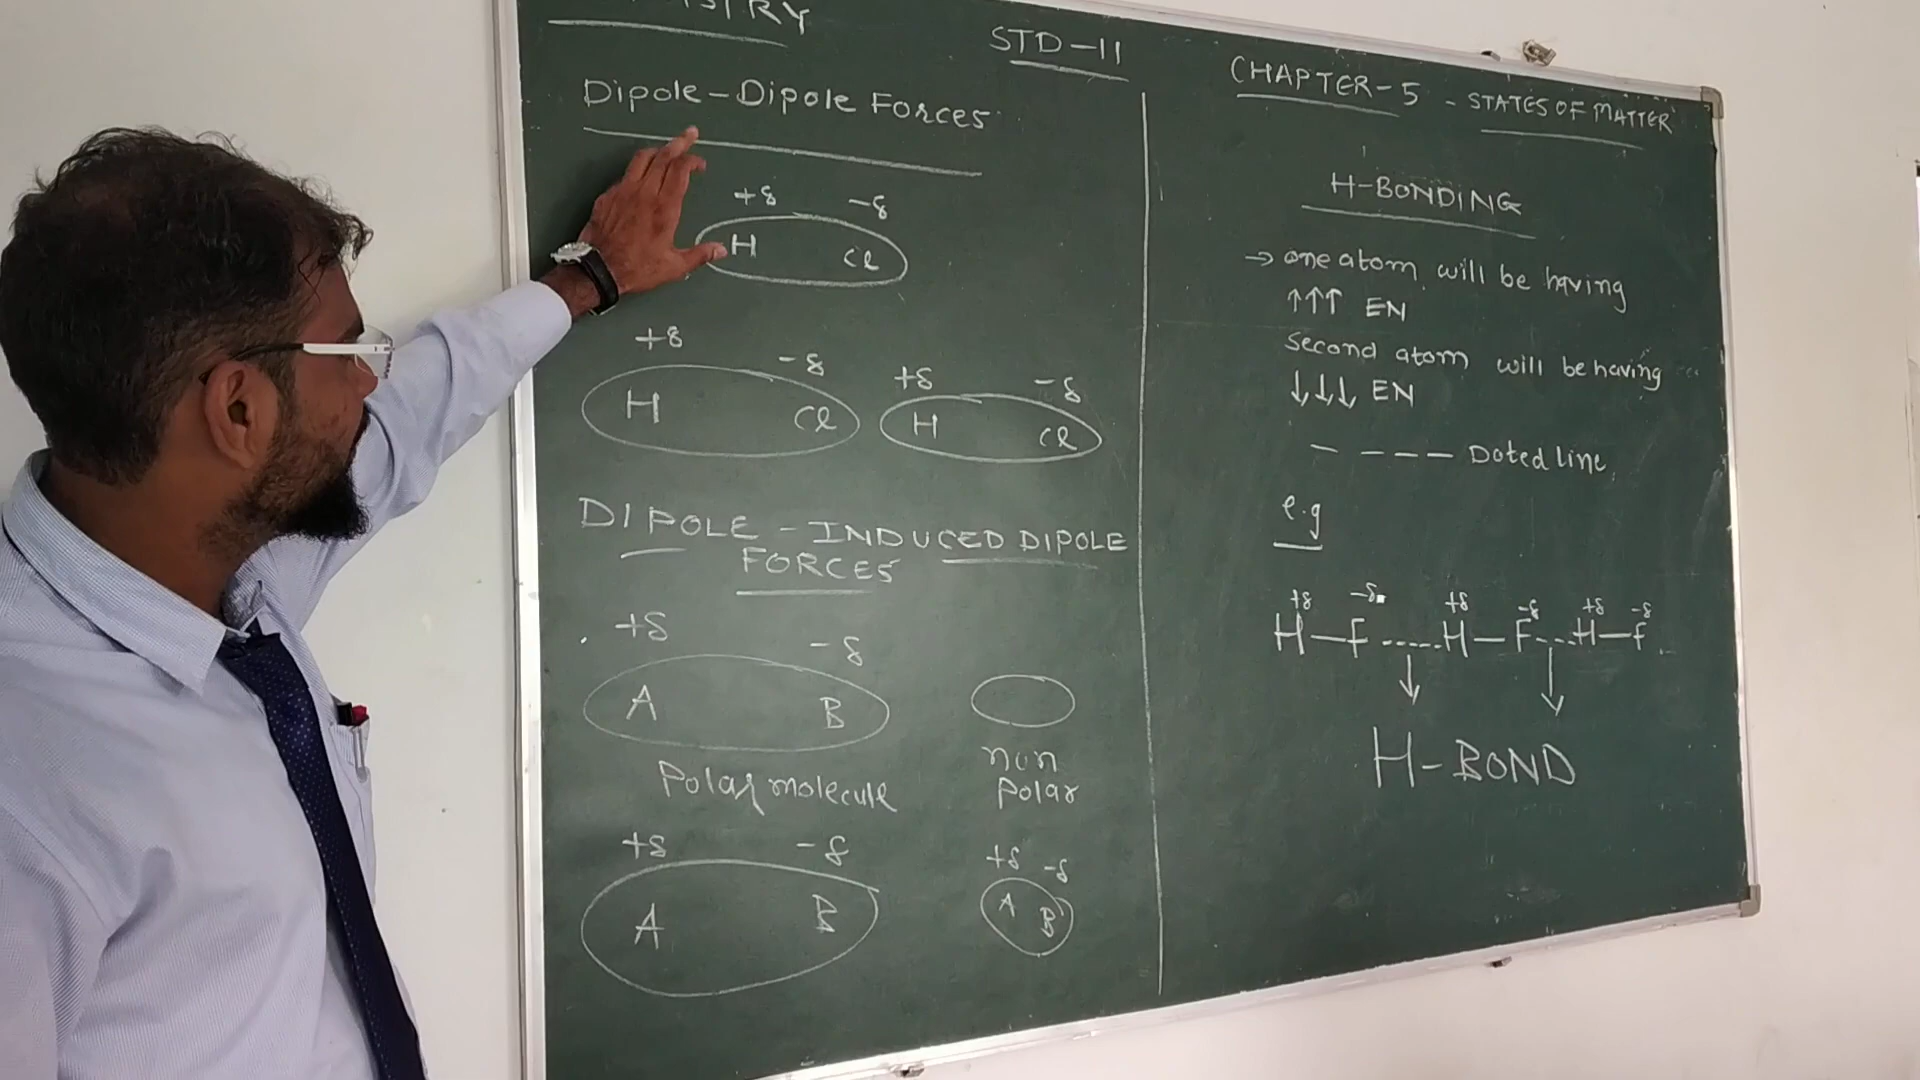 STD-11
CHAPTER-5 - STATES OF MATTER
Dipole-Dipole Forces
+δ -δ
H Cl
+δ -δ +δ -δ
H Cl H Cl
DIPOLE - INDUCED DIPOLE
FORCES
+δ -δ
A B
Polar molecule
non
Polar
+δ -δ +δ -δ
A B A B
H-BONDING
→ one atom will be having
↑↑↑ EN
second atom will be having
↓↓↓ EN
- - - - Doted line
e.g
+δ -δ +δ -δ +δ -δ
H-F.....H-F...H-F
H-BOND